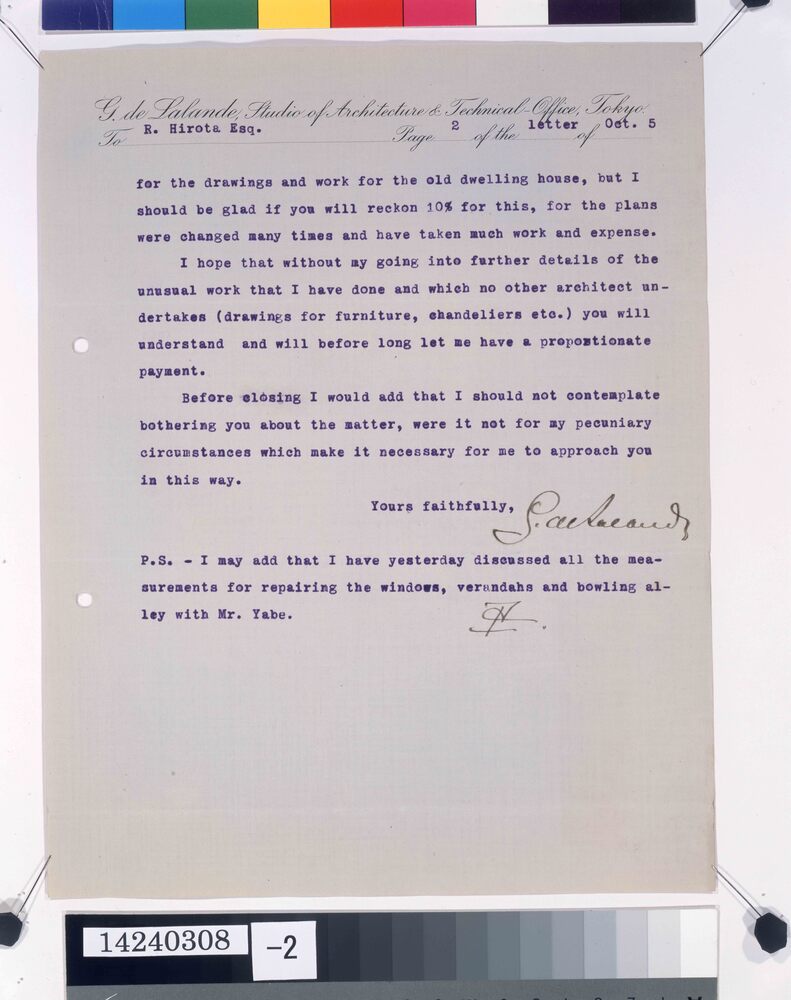 G. de Lalande, Studio of Architecture & Technical-Office, Tokyo.
To R. Hirota Esq. Page 2 of the letter of Oct. 5
for the drawings and work for the old dwelling house, but I
should be glad if you will reckon 10% for this, for the plans
were changed many times and have taken much work and expense.
I hope that without my going into further details of the
unusual work that I have done and which no other architect un-
dertakes (drawings for furniture, chandeliers etc.) you will
understand and will before long let me have a proportionate
payment.
Before closing I would add that I should not contemplate
bothering you about the matter, were it not for my pecuniary
circumstances which make it necessary for me to approach you
in this way.
Yours faithfully, G. de Lalande
P.S. - I may add that I have yesterday discussed all the mea-
surements for repairing the windows, verandahs and bowling al-
ley with Mr. Yabe.
14240308 -2